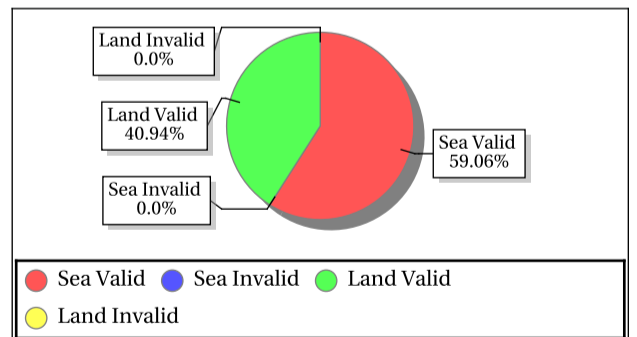 Land Invalid
0.0%
Land Valid
40.94%
Sea Valid
59.06%
Sea Invalid
0.0%
Sea Valid Sea Invalid Land Valid
Land Invalid